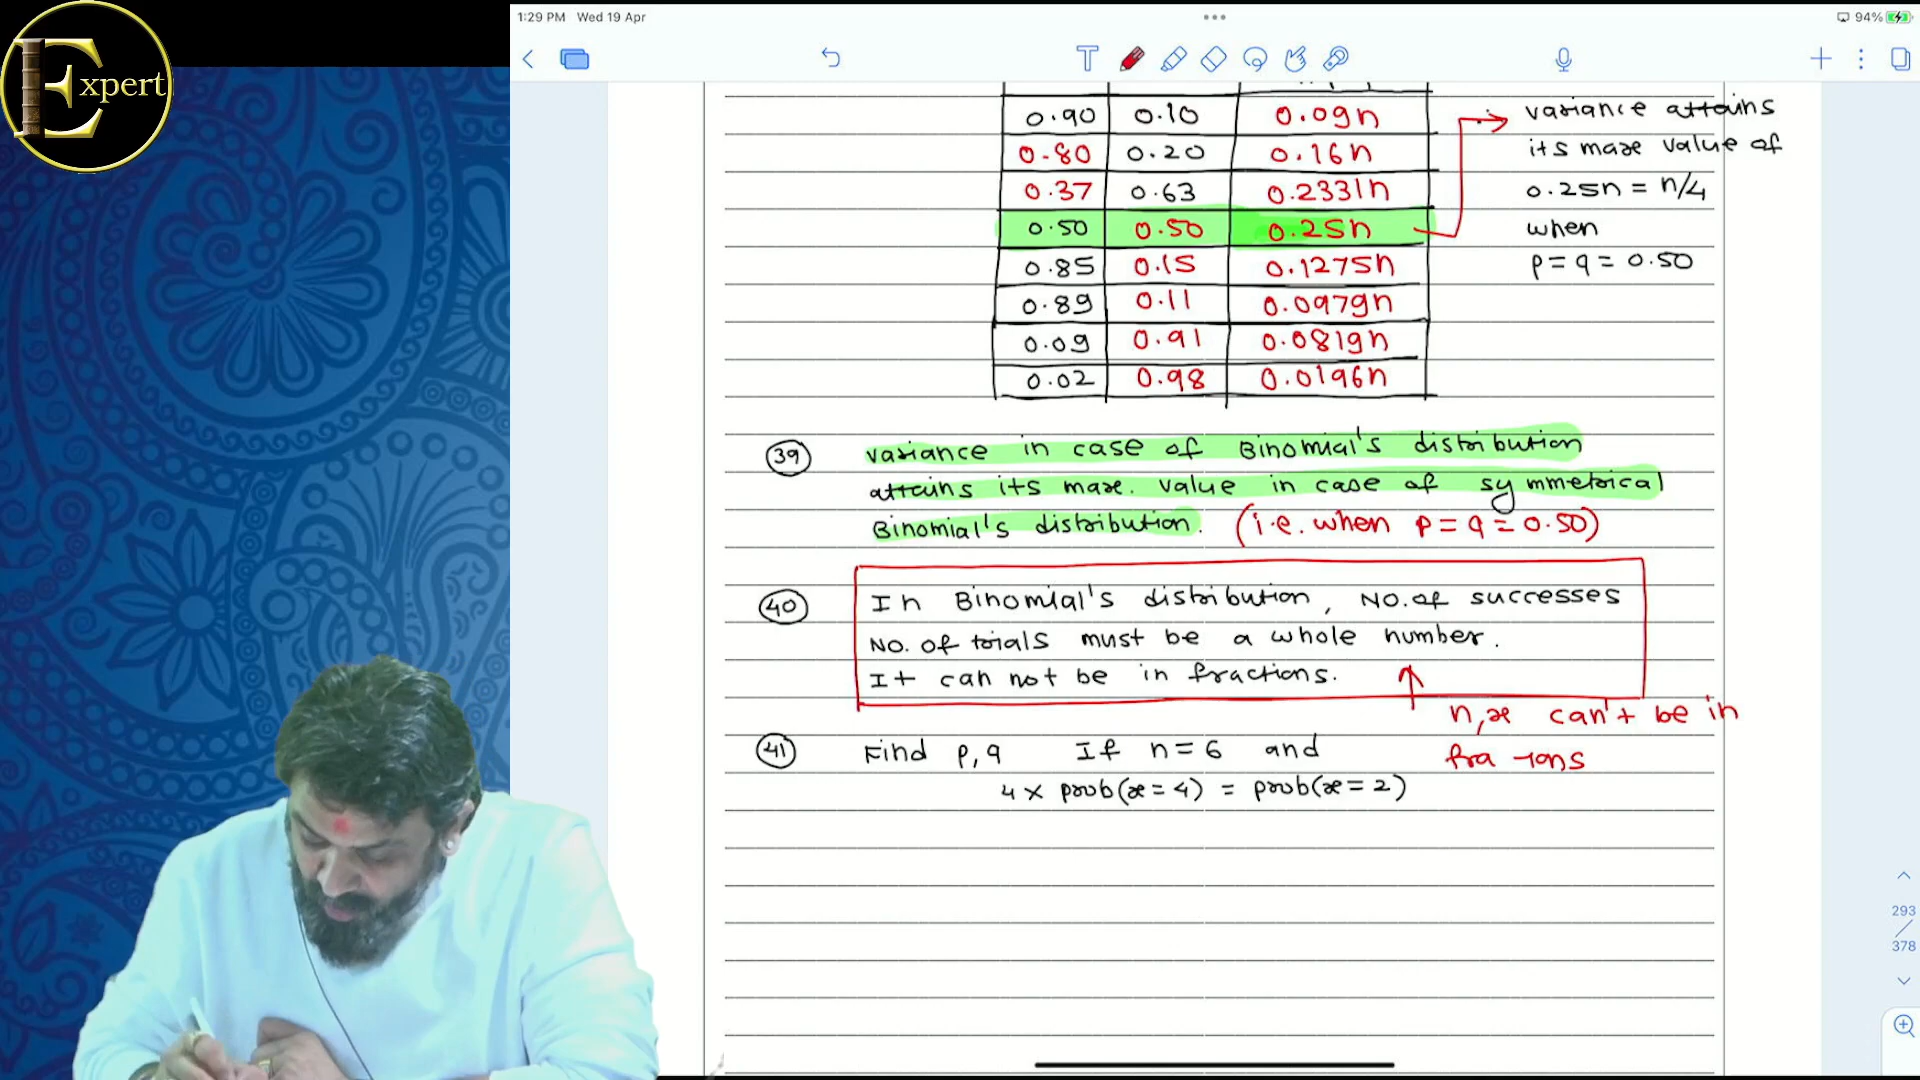 Expert
1:29 PM Wed 19 Apr
94%
0.90 0.10 0.09n
0.80 0.20 0.16n
0.37 0.63 0.2331n
0.50 0.50 0.25n
0.85 0.15 0.1275n
0.89 0.11 0.0979n
0.09 0.91 0.0819n
0.02 0.98 0.0196n
variance attains
its max value of
0.25n = n/4
when
p = q = 0.50
39 variance in case of Binomial's distribution
attains its max. value in case of symmetrical
Binomial's distribution. (i.e. when p = q = 0.50)
40 In Binomial's distribution, No. of successes
No. of trials must be a whole number.
It can not be in fractions.
n, x can't be in
fra ions
41 Find p, q If n = 6 and
4 x prob(x = 4) = prob(x = 2)
293
/
378